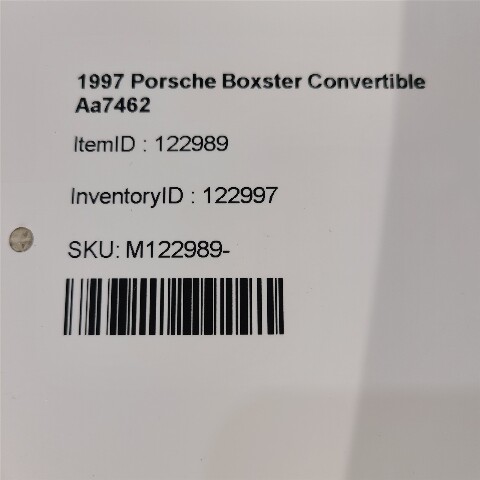 1997 Porsche Boxster Convertible
Aa7462
ItemID : 122989
InventoryID : 122997
SKU: M122989-